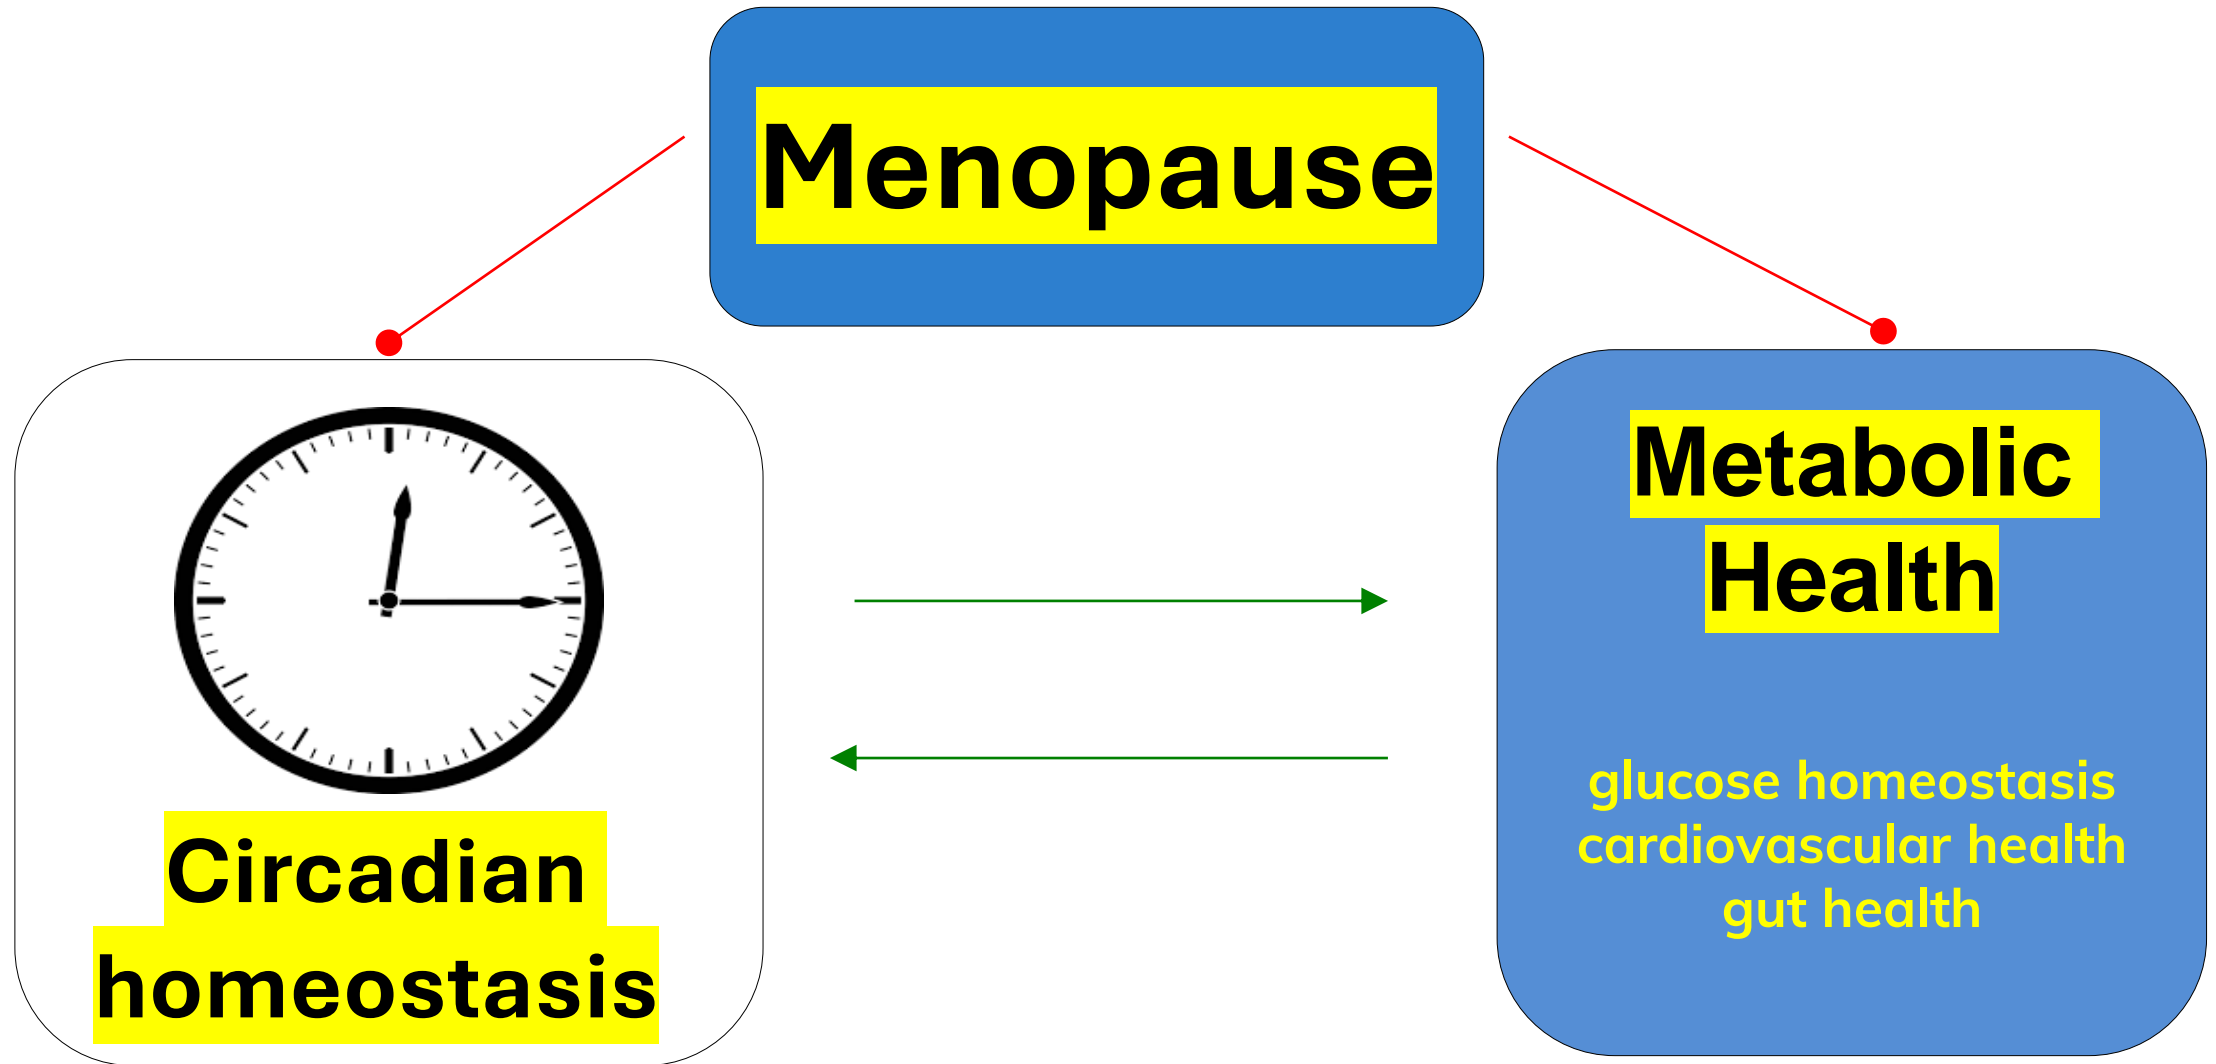 Menopause
Circadian
homeostasis
Metabolic
Health
glucose homeostasis
cardiovascular health
gut health